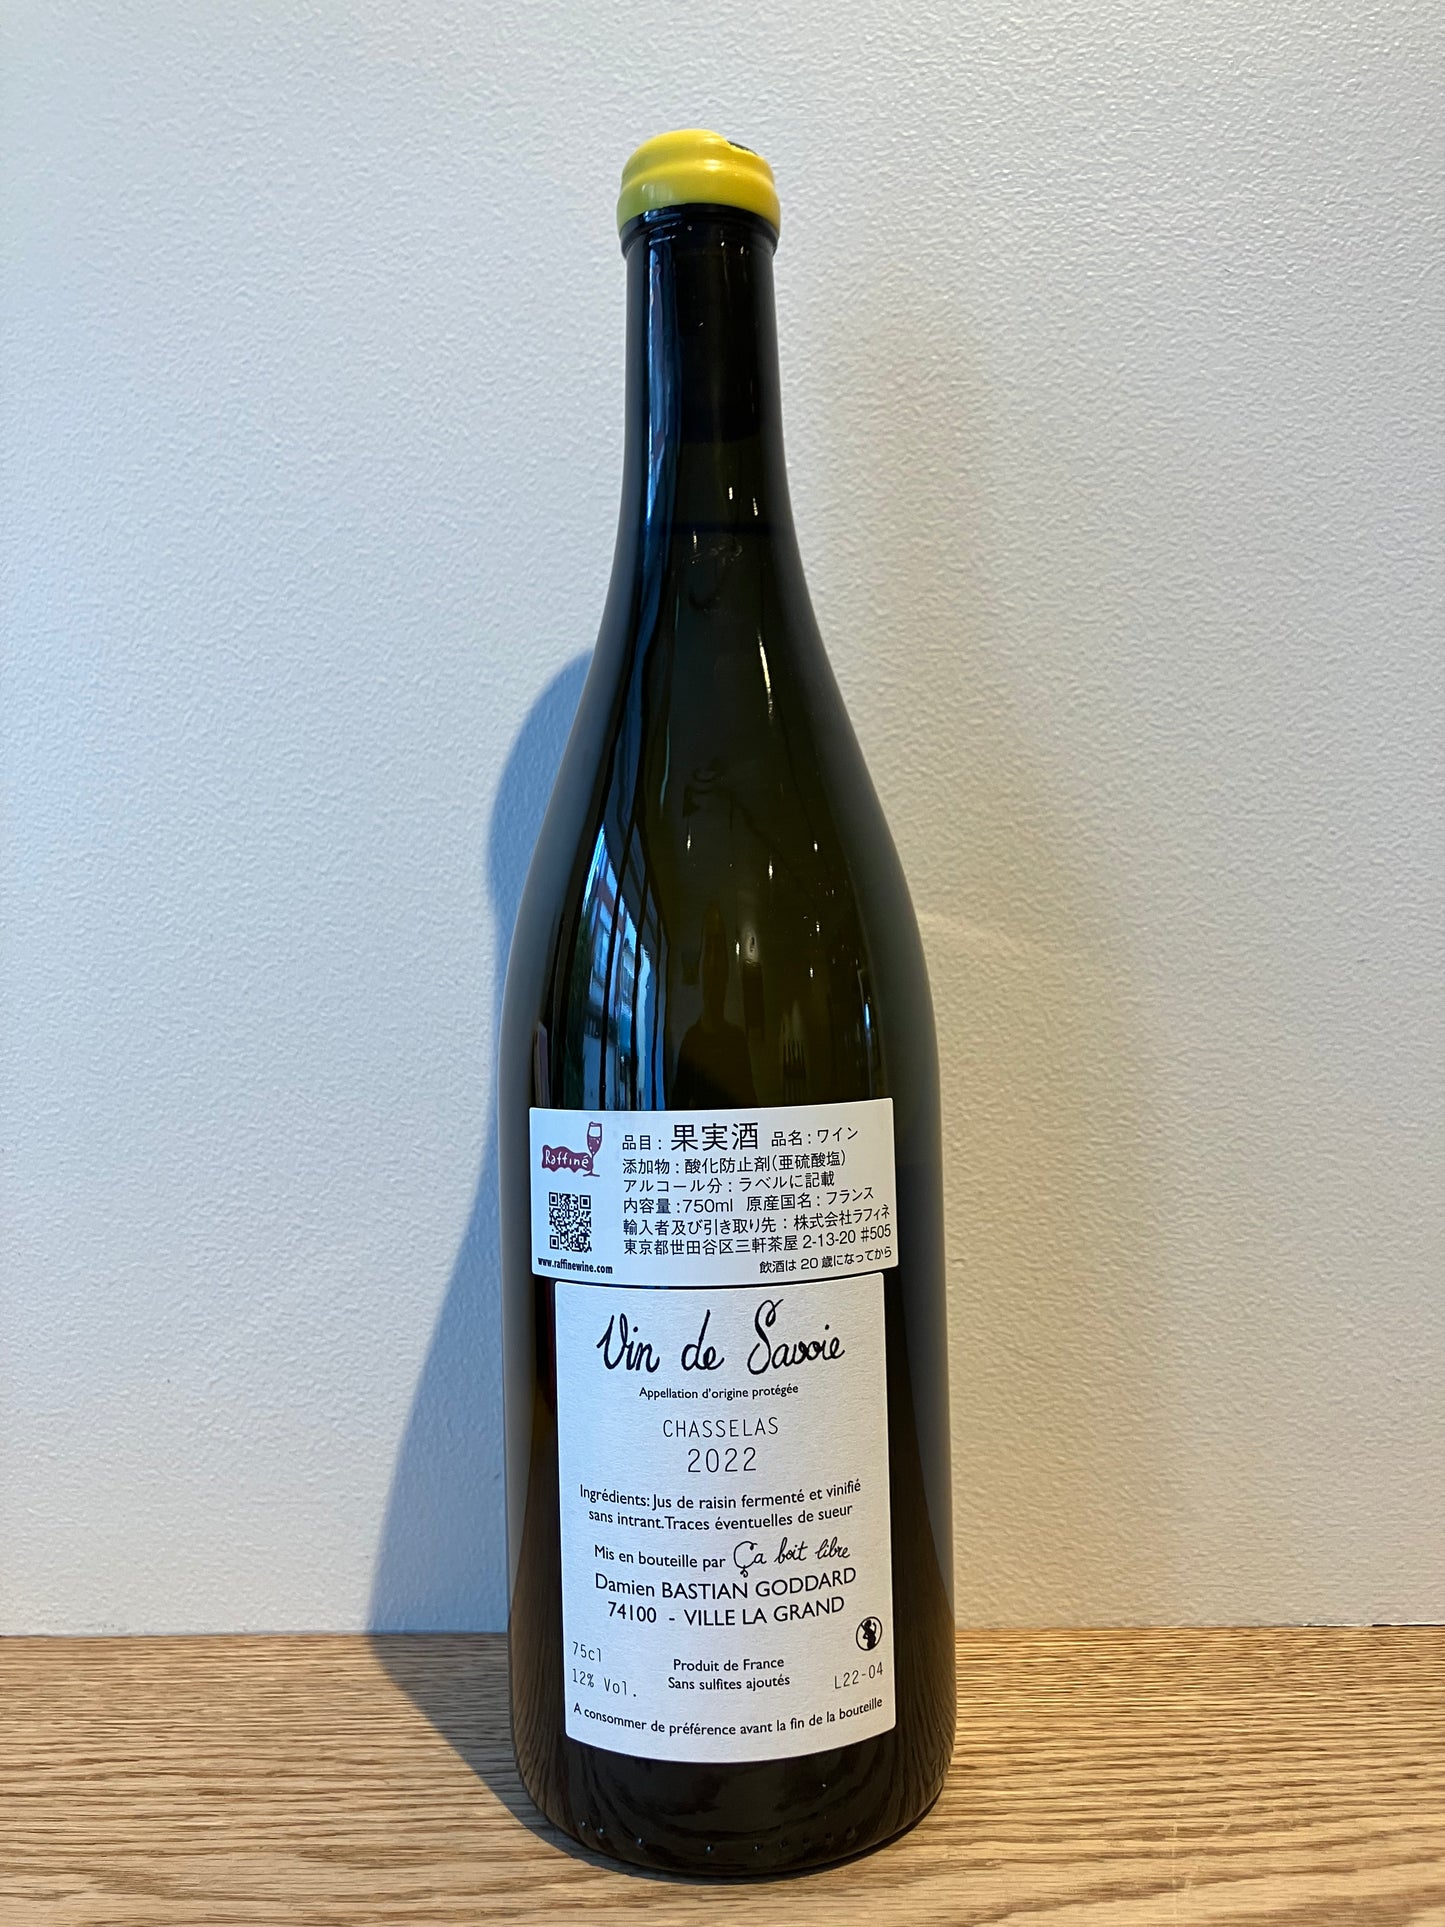 Raffiné
品目：果実酒 品名：ワイン
添加物：酸化防止剤(亜硫酸塩)
アルコール分：ラベルに記載
内容量：750ml 原産国名：フランス
輸入者及び引き取り先：株式会社ラフィネ
東京都世田谷区三軒茶屋 2-13-20 #505
www.raffinewine.com
飲酒は 20 歳になってから
Vin de Savoie
Appellation d'origine protégée
CHASSELAS
2022
Ingrédients: Jus de raisin fermenté et vinifié
sans intrant. Traces éventuelles de sueur
Mis en bouteille par Ça boit libre
Damien BASTIAN GODDARD
74100 - VILLE LA GRAND
75cl
12% Vol.
Produit de France
Sans sulfites ajoutés
L22-04
A consommer de préférence avant la fin de la bouteille